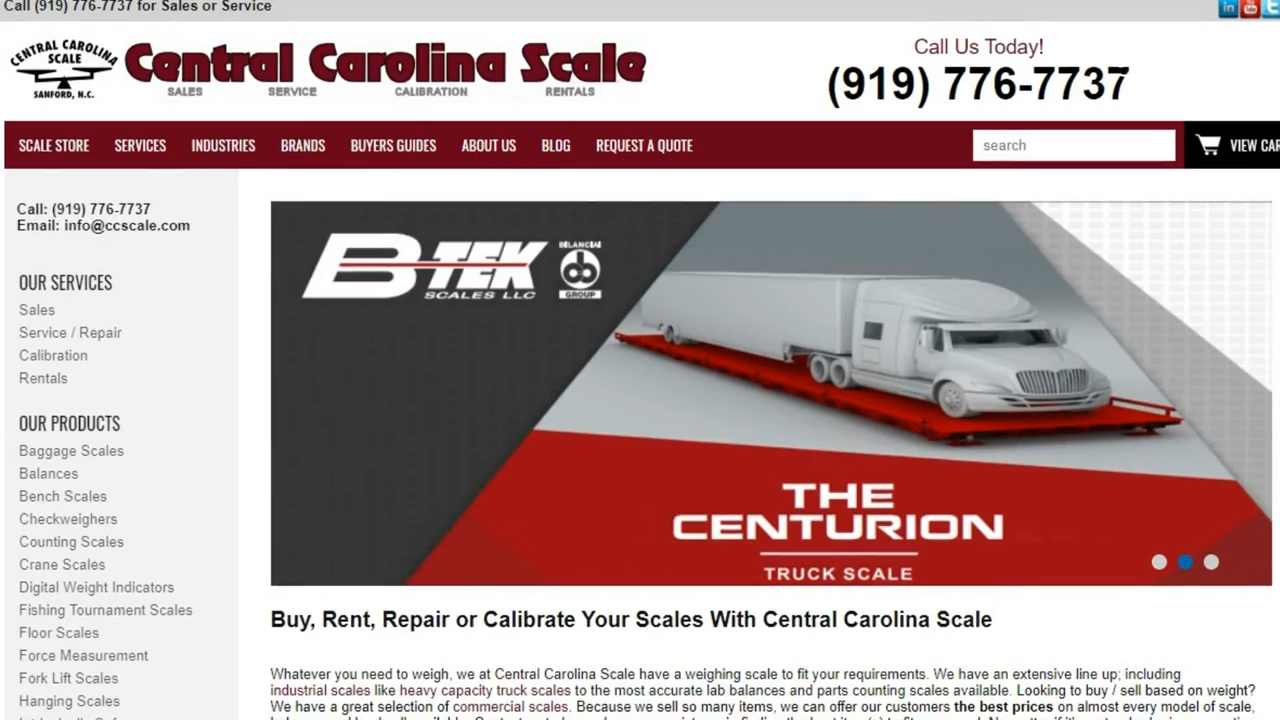 Call (919) 776-7737 for Sales or Service
CENTRAL CAROLINA
SCALE
SANFORD, N.C.
Central Carolina Scale
SALES SERVICE CALIBRATION RENTALS
Call Us Today!
(919) 776-7737
SCALE STORE SERVICES INDUSTRIES BRANDS BUYERS GUIDES ABOUT US BLOG REQUEST A QUOTE search VIEW CAR
Call: (919) 776-7737
Email: info@ccscale.com
OUR SERVICES
Sales
Service / Repair
Calibration
Rentals
OUR PRODUCTS
Baggage Scales
Balances
Bench Scales
Checkweighers
Counting Scales
Crane Scales
Digital Weight Indicators
Fishing Tournament Scales
Floor Scales
Force Measurement
Fork Lift Scales
Hanging Scales
B-TEK
SCALES LLC
BILANCIAI
GROUP
THE
CENTURION
TRUCK SCALE
Buy, Rent, Repair or Calibrate Your Scales With Central Carolina Scale
Whatever you need to weigh, we at Central Carolina Scale have a weighing scale to fit your requirements. We have an extensive line up; including
industrial scales like heavy capacity truck scales to the most accurate lab balances and parts counting scales available. Looking to buy / sell based on weight?
We have a great selection of commercial scales. Because we sell so many items, we can offer our customers the best prices on almost every model of scale,